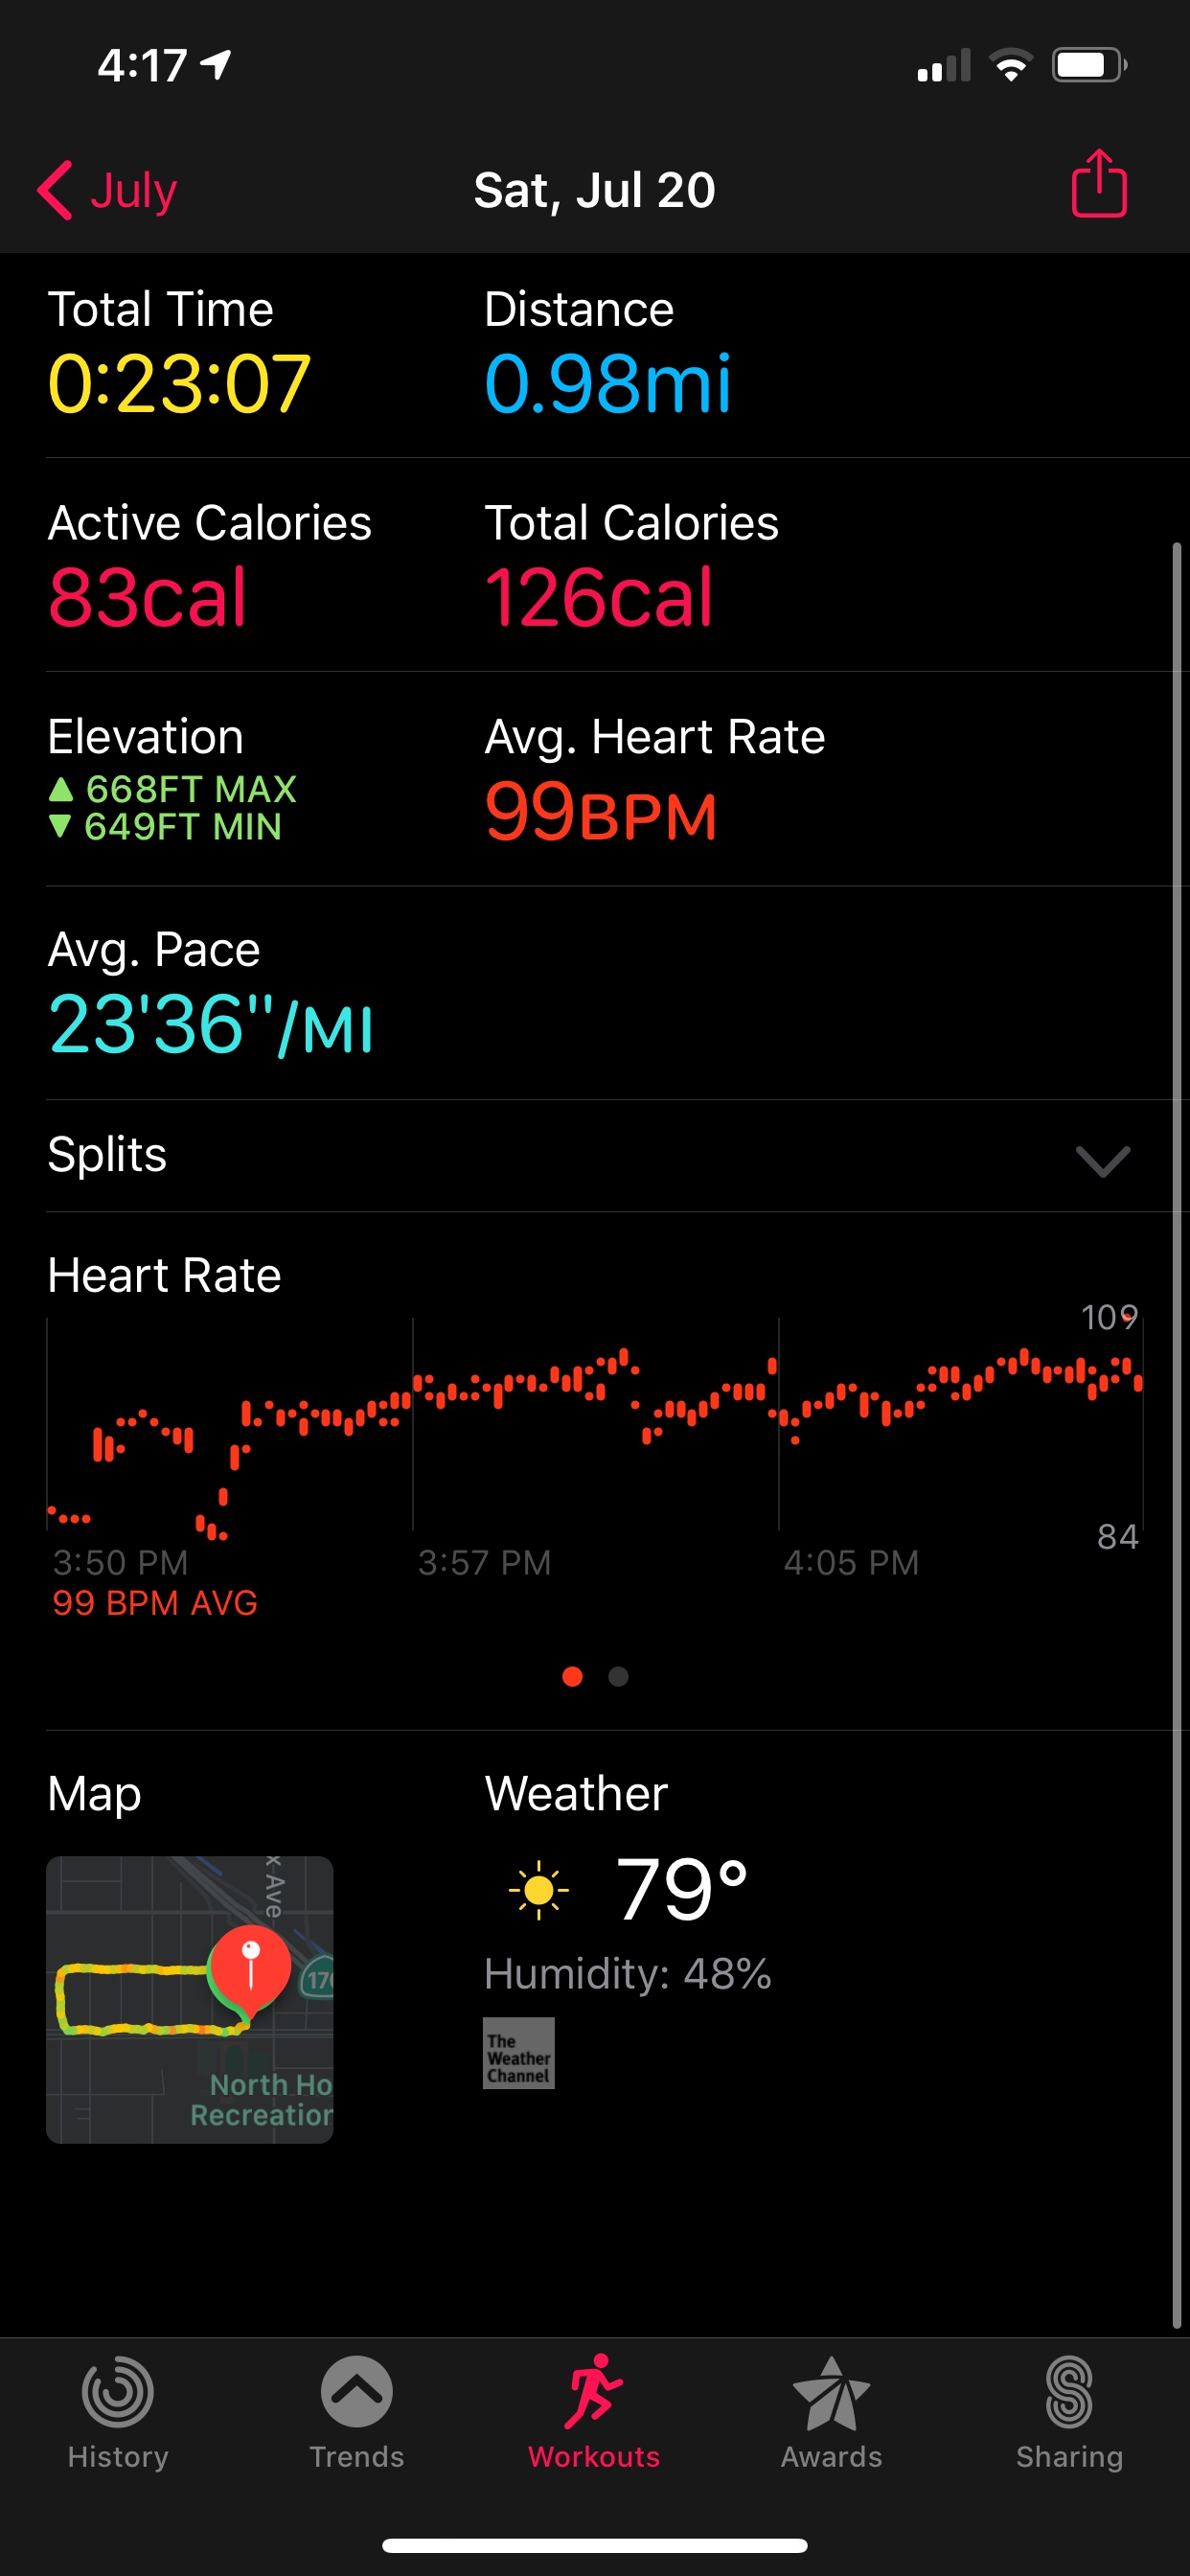 4:17
July
Sat, Jul 20
Total Time
Distance
0:23:07
0.98mi
Active Calories
Total Calories
83cal
126cal
Elevation
Avg. Heart Rate
668FT MAX
649FT MIN
99BPM
Avg. Pace
23'36"/MI
Splits
Heart Rate
109
84
3:50 PM
3:57 PM
4:05 PM
99 BPM AVG
Map
Weather
x Ave
79°
170
Humidity: 48%
The
Weather
Channel
North Ho
Recreation
History
Trends
Workouts
Awards
Sharing